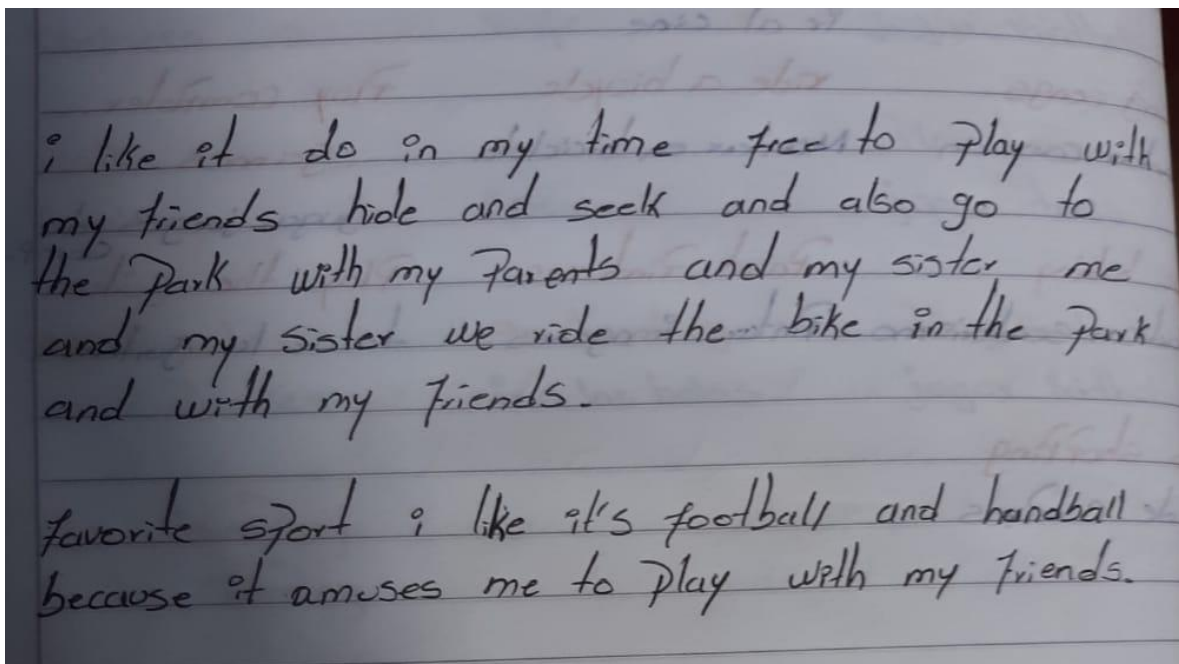 i like it do in my time free to play with
my friends hide and seek and also go to
the park with my parents and my sister me
and my sister we ride the bike in the park
and with my friends.
favorite sport i like it's football and handball
because it amuses me to play with my friends.